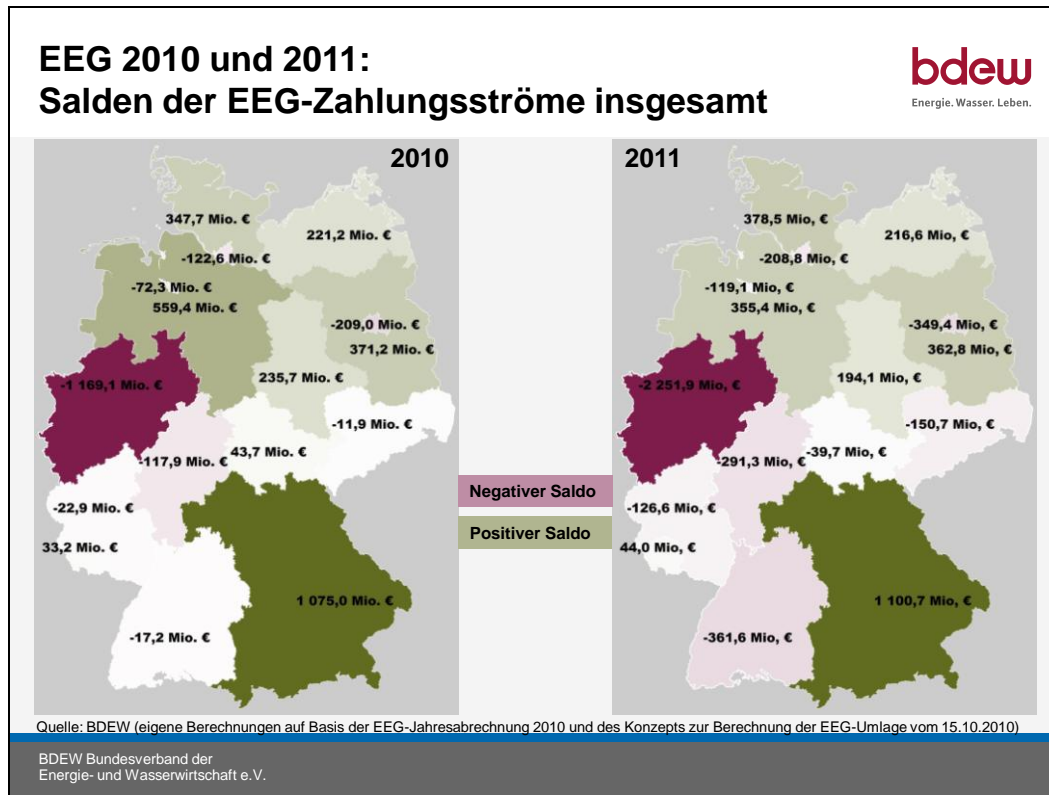 EEG 2010 und 2011:
Salden der EEG-Zahlungsströme insgesamt
bdew
Energie. Wasser. Leben.
2010
347,7 Mio. €
221,2 Mio. €
-122,6 Mio. €
-72,3 Mio. €
559,4 Mio. €
-209,0 Mio. €
371,2 Mio. €
-1 169,1 Mio. €
235,7 Mio. €
-11,9 Mio. €
-117,9 Mio. €
43,7 Mio. €
-22,9 Mio. €
33,2 Mio. €
1 075,0 Mio. €
-17,2 Mio. €
Negativer Saldo
Positiver Saldo
2011
378,5 Mio, €
216,6 Mio, €
-208,8 Mio, €
-119,1 Mio, €
355,4 Mio, €
-349,4 Mio, €
362,8 Mio, €
-2 251,9 Mio, €
194,1 Mio, €
-150,7 Mio, €
-291,3 Mio, €
-39,7 Mio, €
-126,6 Mio, €
44,0 Mio, €
1 100,7 Mio, €
-361,6 Mio, €
Quelle: BDEW (eigene Berechnungen auf Basis der EEG-Jahresabrechnung 2010 und des Konzepts zur Berechnung der EEG-Umlage vom 15.10.2010)
BDEW Bundesverband der
Energie- und Wasserwirtschaft e.V.